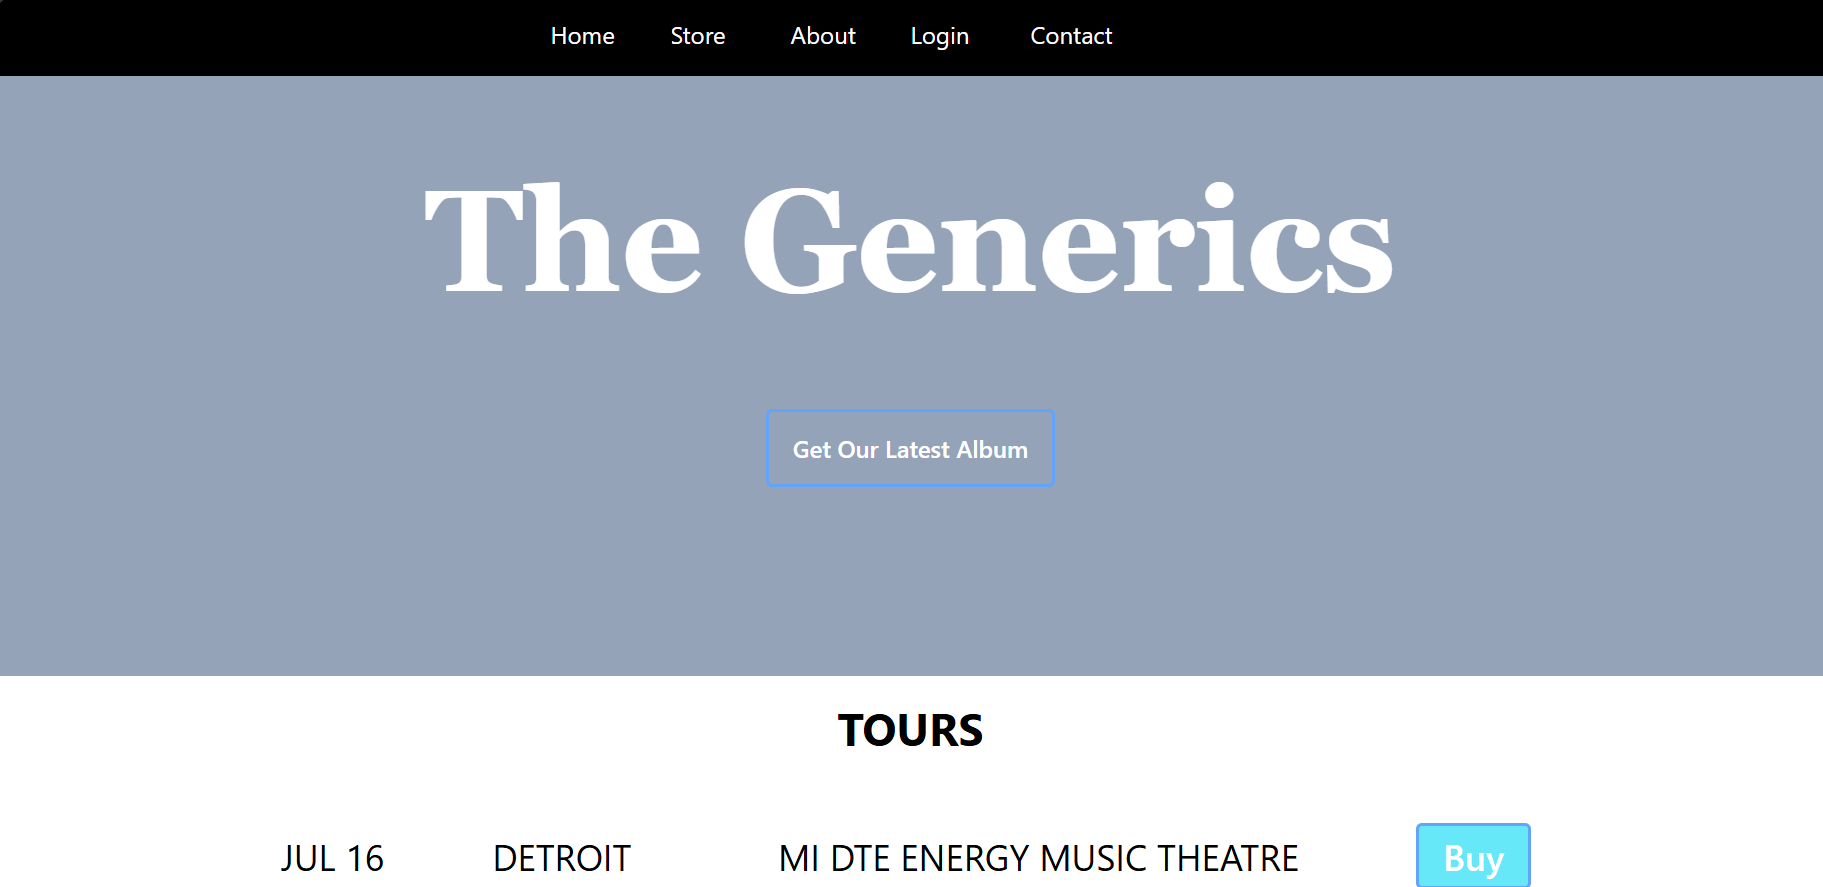 Home Store About Login Contact
The Generics
Get Our Latest Album
TOURS
JUL 16 DETROIT MI DTE ENERGY MUSIC THEATRE Buy